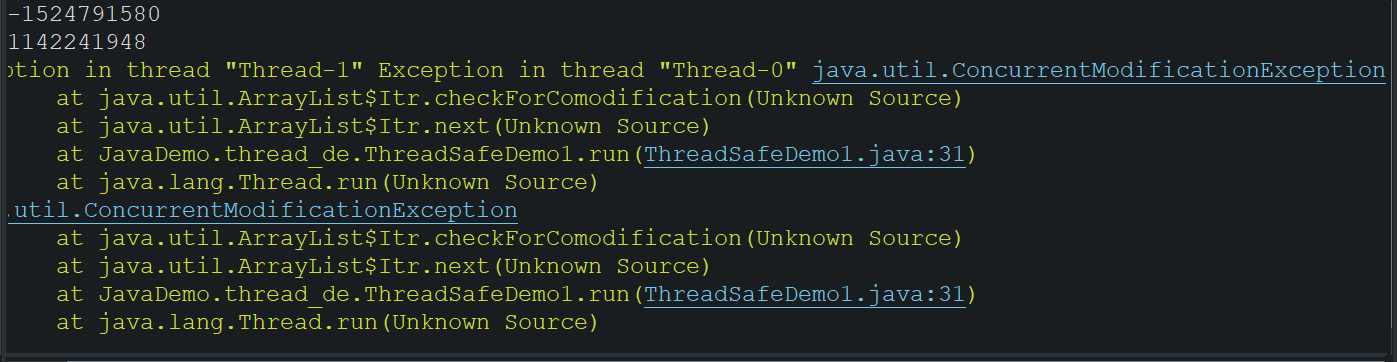 -1524791580
1142241948
ption in thread "Thread-1" Exception in thread "Thread-0" java.util.ConcurrentModificationException
at java.util.ArrayList$Itr.checkForComodification(Unknown Source)
at java.util.ArrayList$Itr.next(Unknown Source)
at JavaDemo.thread_de.ThreadSafeDemo1.run(ThreadSafeDemo1.java:31)
at java.lang.Thread.run(Unknown Source)
.util.ConcurrentModificationException
at java.util.ArrayList$Itr.checkForComodification(Unknown Source)
at java.util.ArrayList$Itr.next(Unknown Source)
at JavaDemo.thread_de.ThreadSafeDemo1.run(ThreadSafeDemo1.java:31)
at java.lang.Thread.run(Unknown Source)